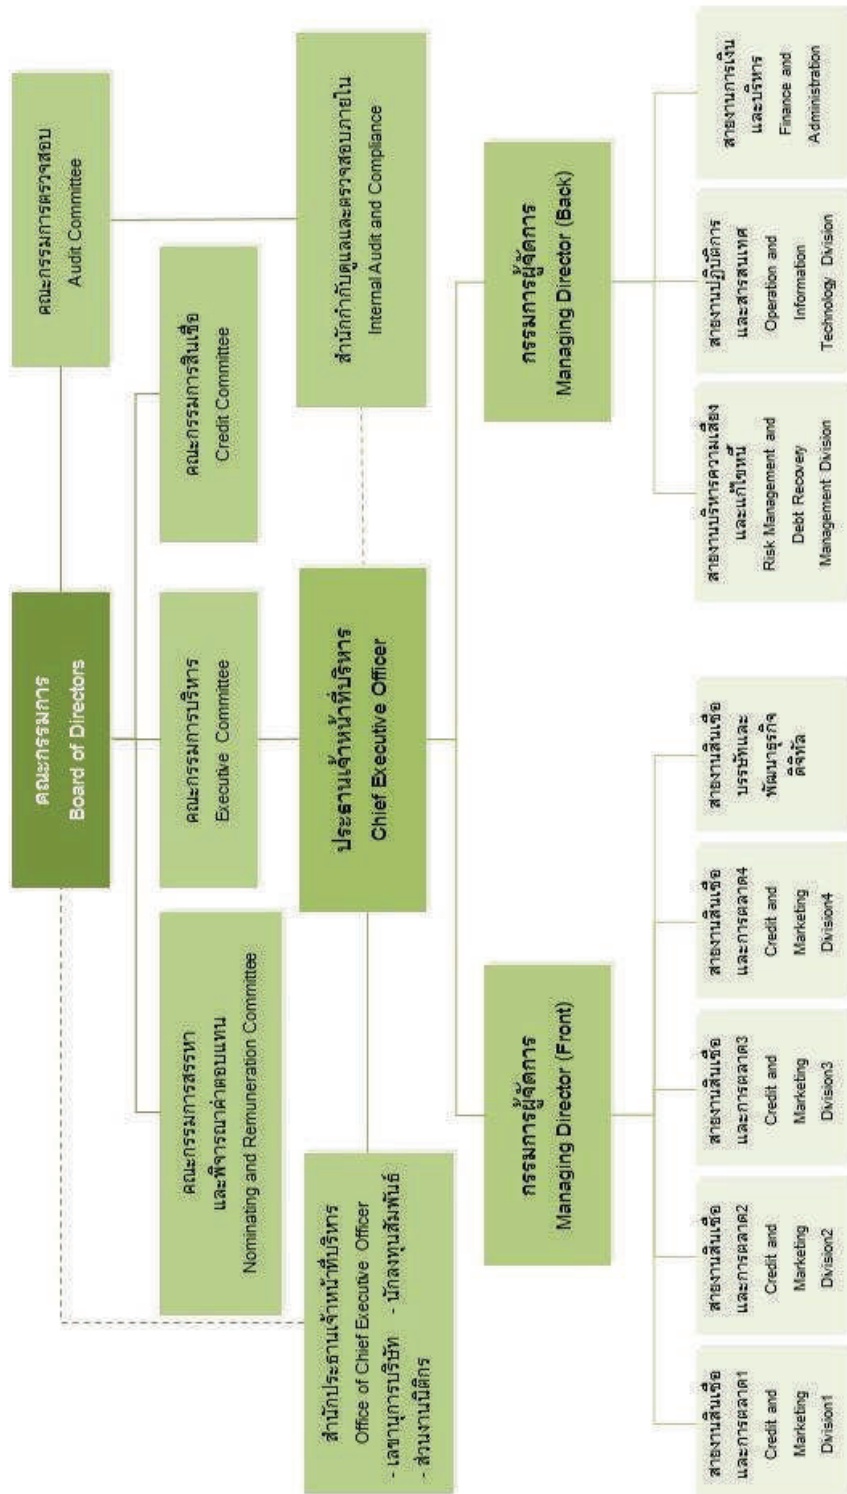 คณะกรรมการ
Board of Directors
คณะกรรมการตรวจสอบ
Audit Committee
คณะกรรมการสรรหา
และพิจารณาค่าตอบแทน
Nominating and Remuneration Committee
คณะกรรมการบริหาร
Executive Committee
คณะกรรมการสินเชื่อ
Credit Committee
สำนักประธานเจ้าหน้าที่บริหาร
Office of Chief Executive Officer
- เลขานุการบริษัท - นักลงทุนสัมพันธ์
- ส่วนงานนิติกร
ประธานเจ้าหน้าที่บริหาร
Chief Executive Officer
สำนักกำกับดูแลและตรวจสอบภายใน
Internal Audit and Compliance
กรรมการผู้จัดการ
Managing Director (Front)
กรรมการผู้จัดการ
Managing Director (Back)
สายงานสินเชื่อ
และการตลาด1
Credit and
Marketing
Division1
สายงานสินเชื่อ
และการตลาด2
Credit and
Marketing
Division2
สายงานสินเชื่อ
และการตลาด3
Credit and
Marketing
Division3
สายงานสินเชื่อ
และการตลาด4
Credit and
Marketing
Division4
สายงานสินเชื่อ
บรรษัทและ
พัฒนาธุรกิจ
ดิจิทัล
สายงานบริหารความเสี่ยง
และแก้ไขหนี้
Risk Management and
Debt Recovery
Management Division
สายงานปฏิบัติการ
และสารสนเทศ
Operation and
Information
Technology Division
สายงานการเงิน
และบริหาร
Finance and
Administration